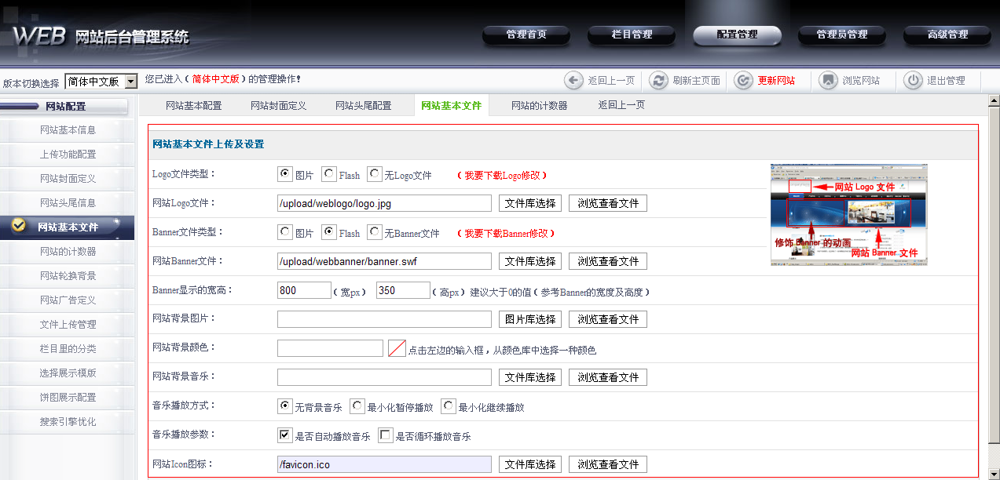 WEB 网站后台管理系统
管理首页 栏目管理 配置管理 管理员管理 高级管理
版本切换选择 简体中文版 您已进入(简体中文版)的管理操作!
返回上一页 刷新主页面 更新网站 浏览网站 退出管理
网站配置
网站基本信息
上传功能配置
网站封面定义
网站头尾信息
网站基本文件
网站的计数器
网站轮换背景
网站广告定义
文件上传管理
栏目里的分类
选择展示模版
饼图展示配置
搜索引擎优化
网站基本配置 网站封面定义 网站头尾配置 网站基本文件 网站的计数器 返回上一页
网站基本文件上传及设置
Logo文件类型: 图片 Flash 无Logo文件 (我要下载Logo修改)
网站Logo文件: /upload/weblogo/logo.jpg 文件库选择 浏览查看文件
Banner文件类型: 图片 Flash 无Banner文件 (我要下载Banner修改)
网站Banner文件: /upload/webbanner/banner.swf 文件库选择 浏览查看文件
Banner显示的宽高: 800 (宽px) 350 (高px)建议大于0的值(参考Banner的宽度及高度)
网站背景图片: 图片库选择 浏览查看文件
网站背景颜色: 点击左边的输入框,从颜色库中选择一种颜色
网站背景音乐: 文件库选择 浏览查看文件
音乐播放方式: 无背景音乐 最小化暂停播放 最小化继续播放
音乐播放参数: 是否自动播放音乐 是否循环播放音乐
网站Icon图标: /favicon.ico 文件库选择 浏览查看文件
网站 Logo 文件
修饰 Banner 的动画
网站 Banner 文件